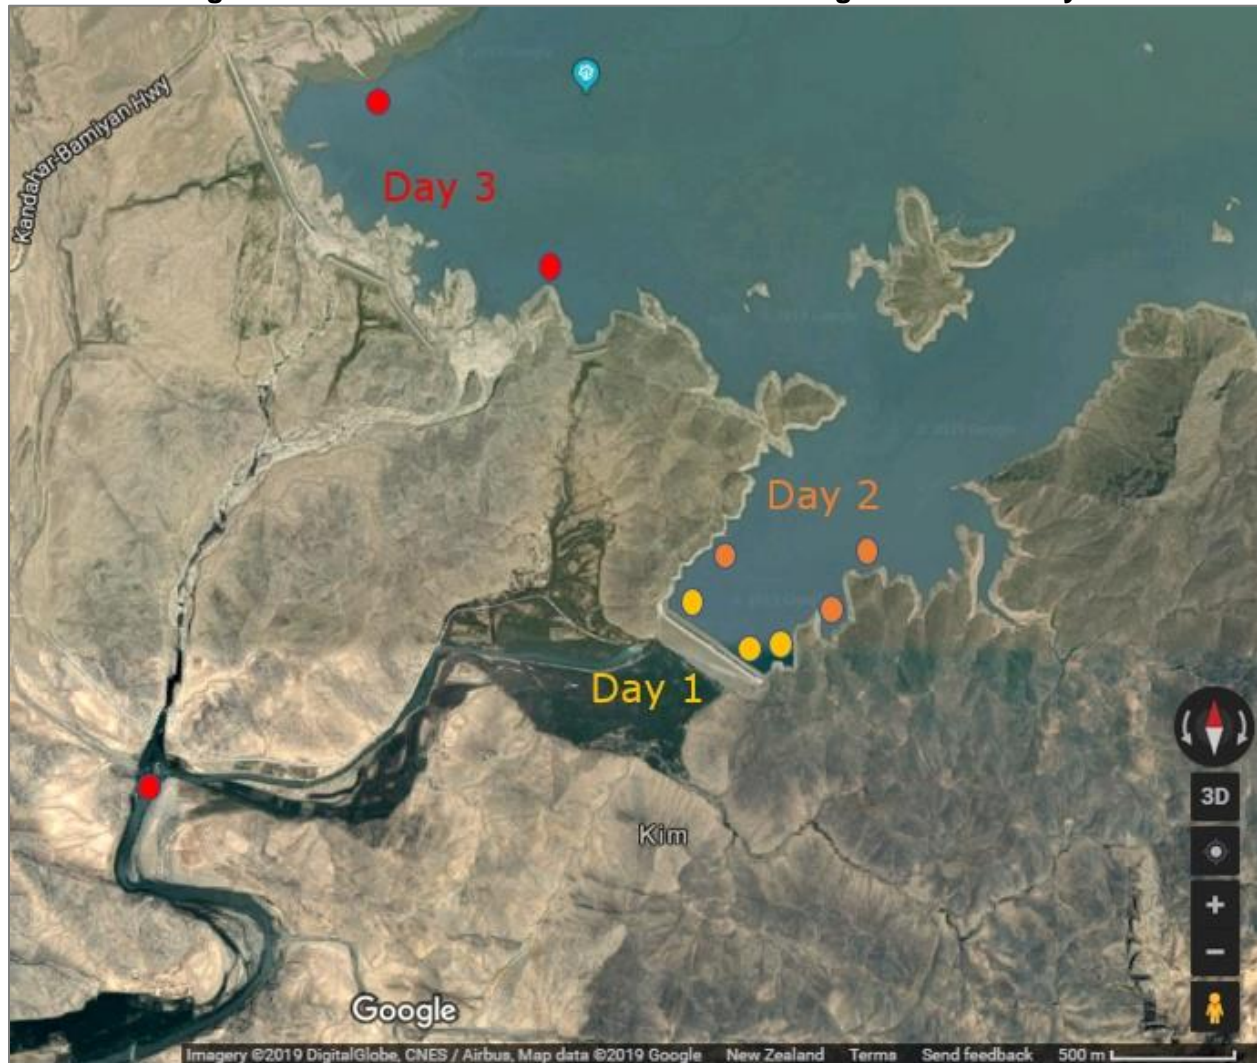 Kandahar-Bamiyan Hwy
Day 3
Day 2
Day 1
Kim
3D
+
−
Google
Imagery ©2019 DigitalGlobe, CNES / Airbus, Map data ©2019 Google New Zealand Terms Send feedback 500 m